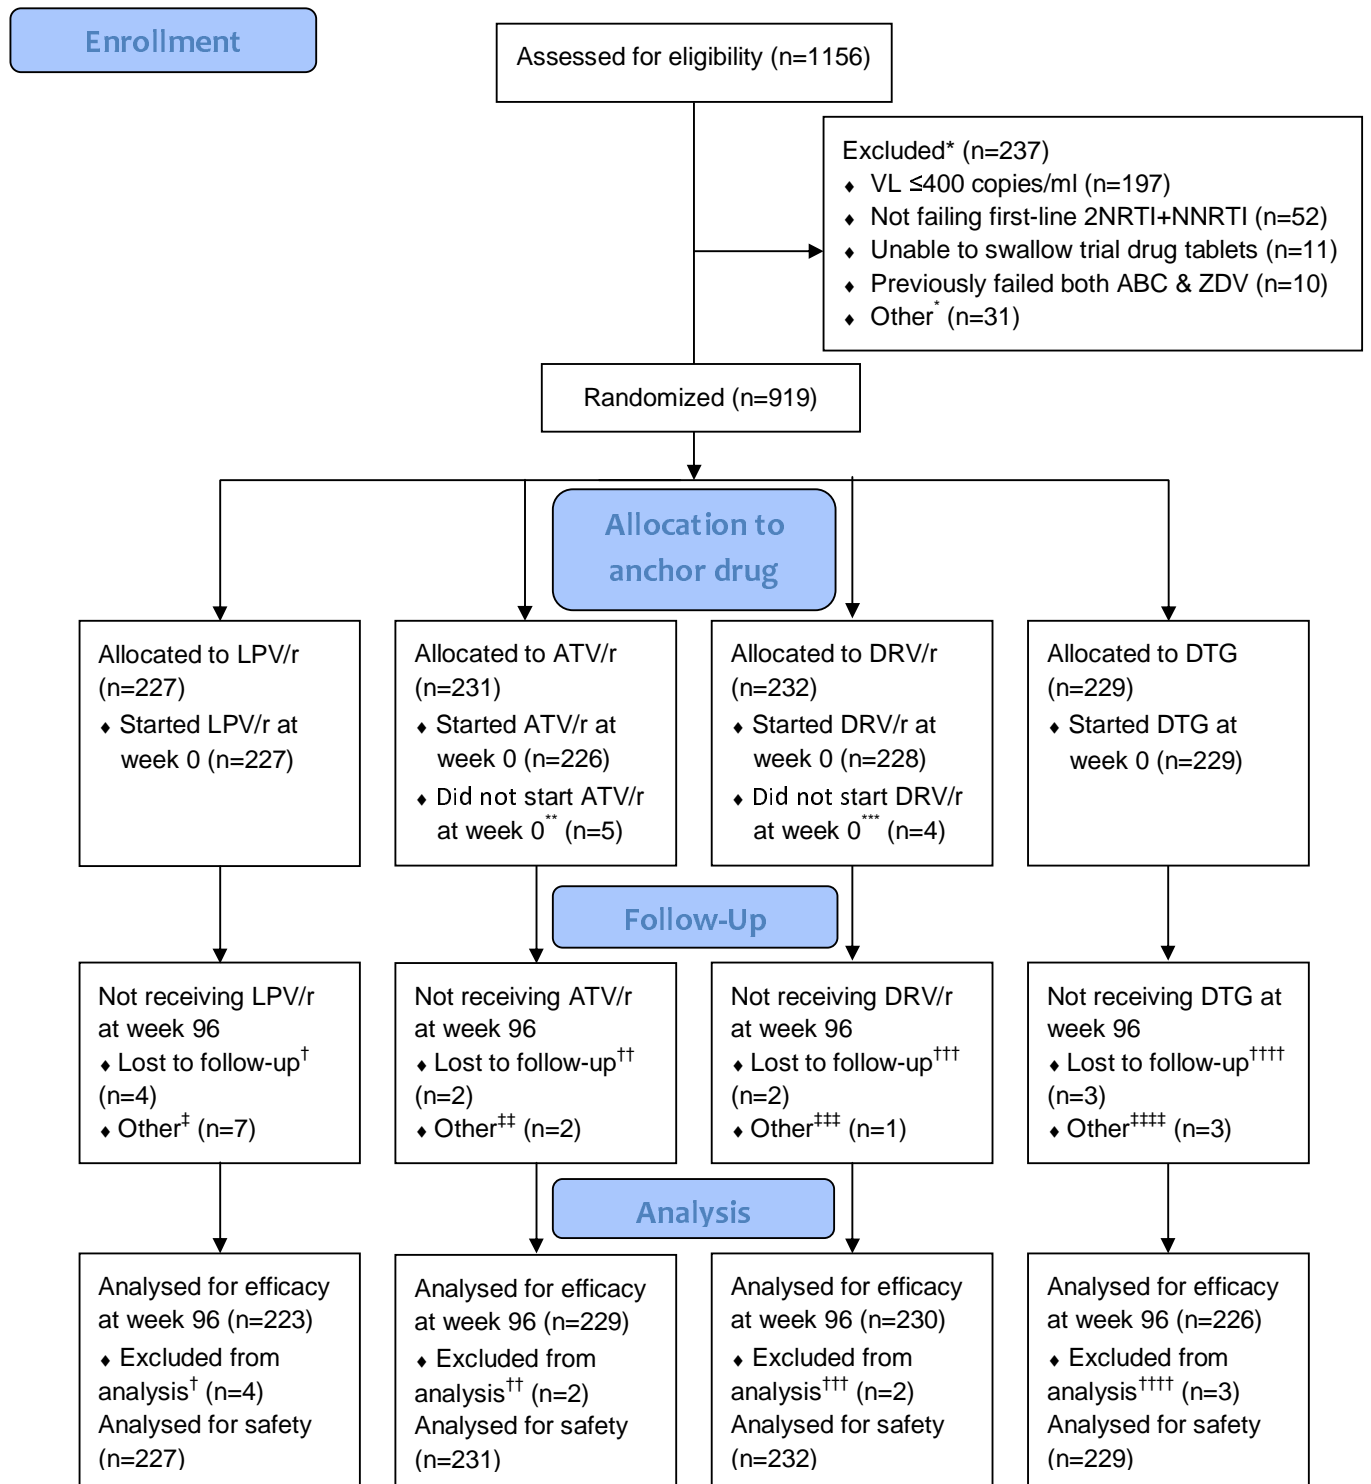 Enrollment
Assessed for eligibility (n=1156)
Excluded* (n=237)
♦ VL ≤400 copies/ml (n=197)
♦ Not failing first-line 2NRTI+NNRTI (n=52)
♦ Unable to swallow trial drug tablets (n=11)
♦ Previously failed both ABC & ZDV (n=10)
♦ Other* (n=31)
Randomized (n=919)
Allocation to
anchor drug
Allocated to LPV/r
(n=227)
♦ Started LPV/r at
week 0 (n=227)
Allocated to ATV/r
(n=231)
♦ Started ATV/r at
week 0 (n=226)
♦ Did not start ATV/r
at week 0** (n=5)
Allocated to DRV/r
(n=232)
♦ Started DRV/r at
week 0 (n=228)
♦ Did not start DRV/r
at week 0*** (n=4)
Allocated to DTG
(n=229)
♦ Started DTG at
week 0 (n=229)
Follow-Up
Not receiving LPV/r
at week 96
♦ Lost to follow-up†
(n=4)
♦ Other‡ (n=7)
Not receiving ATV/r
at week 96
♦ Lost to follow-up††
(n=2)
♦ Other‡‡ (n=2)
Not receiving DRV/r
at week 96
♦ Lost to follow-up†††
(n=2)
♦ Other‡‡‡ (n=1)
Not receiving DTG at
week 96
♦ Lost to follow-up††††
(n=3)
♦ Other‡‡‡‡ (n=3)
Analysis
Analysed for efficacy
at week 96 (n=223)
♦ Excluded from
analysis† (n=4)
Analysed for safety
(n=227)
Analysed for efficacy
at week 96 (n=229)
♦ Excluded from
analysis†† (n=2)
Analysed for safety
(n=231)
Analysed for efficacy
at week 96 (n=230)
♦ Excluded from
analysis††† (n=2)
Analysed for safety
(n=232)
Analysed for efficacy
at week 96 (n=226)
♦ Excluded from
analysis†††† (n=3)
Analysed for safety
(n=229)